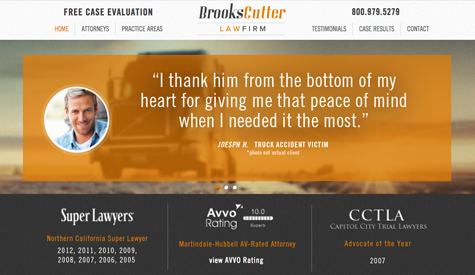 FREE CASE EVALUATION
BrooksCutter
LAWFIRM
800.979.5279
HOME ATTORNEYS PRACTICE AREAS TESTIMONIALS CASE RESULTS CONTACT
“I thank him from the bottom of my
heart for giving me that peace of mind
when I needed it the most.”
JOESPH H. TRUCK ACCIDENT VICTIM
*photo not actual client
Super Lawyers
Northern California Super Lawyer
2012, 2011, 2010, 2009,
2008, 2007, 2006, 2005
Avvo
Rating
10.0
Superb
Martindale-Hubbell AV-Rated Attorney
view AVVO Rating
CCTLA
CAPITOL CITY TRIAL LAWYERS
Advocate of the Year
2007